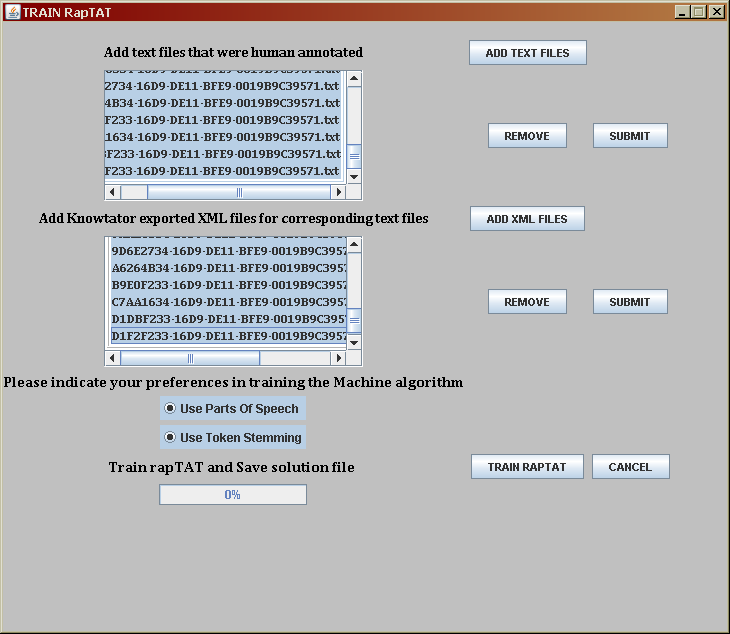 TRAIN RapTAT
Add text files that were human annotated
ADD TEXT FILES
2734-16D9-DE11-BFE9-0019B9C39571.txt
4B34-16D9-DE11-BFE9-0019B9C39571.txt
F233-16D9-DE11-BFE9-0019B9C39571.txt
1634-16D9-DE11-BFE9-0019B9C39571.txt
F233-16D9-DE11-BFE9-0019B9C39571.txt
F233-16D9-DE11-BFE9-0019B9C39571.txt
REMOVE
SUBMIT
Add Knowtator exported XML files for corresponding text files
ADD XML FILES
9D6E2734-16D9-DE11-BFE9-0019B9C3957
A6264B34-16D9-DE11-BFE9-0019B9C3957
B9E0F233-16D9-DE11-BFE9-0019B9C3957
C7AA1634-16D9-DE11-BFE9-0019B9C3957
D1DBF233-16D9-DE11-BFE9-0019B9C3957
D1F2F233-16D9-DE11-BFE9-0019B9C3957
REMOVE
SUBMIT
Please indicate your preferences in training the Machine algorithm
Use Parts Of Speech
Use Token Stemming
Train rapTAT and Save solution file
TRAIN RAPTAT
CANCEL
0%